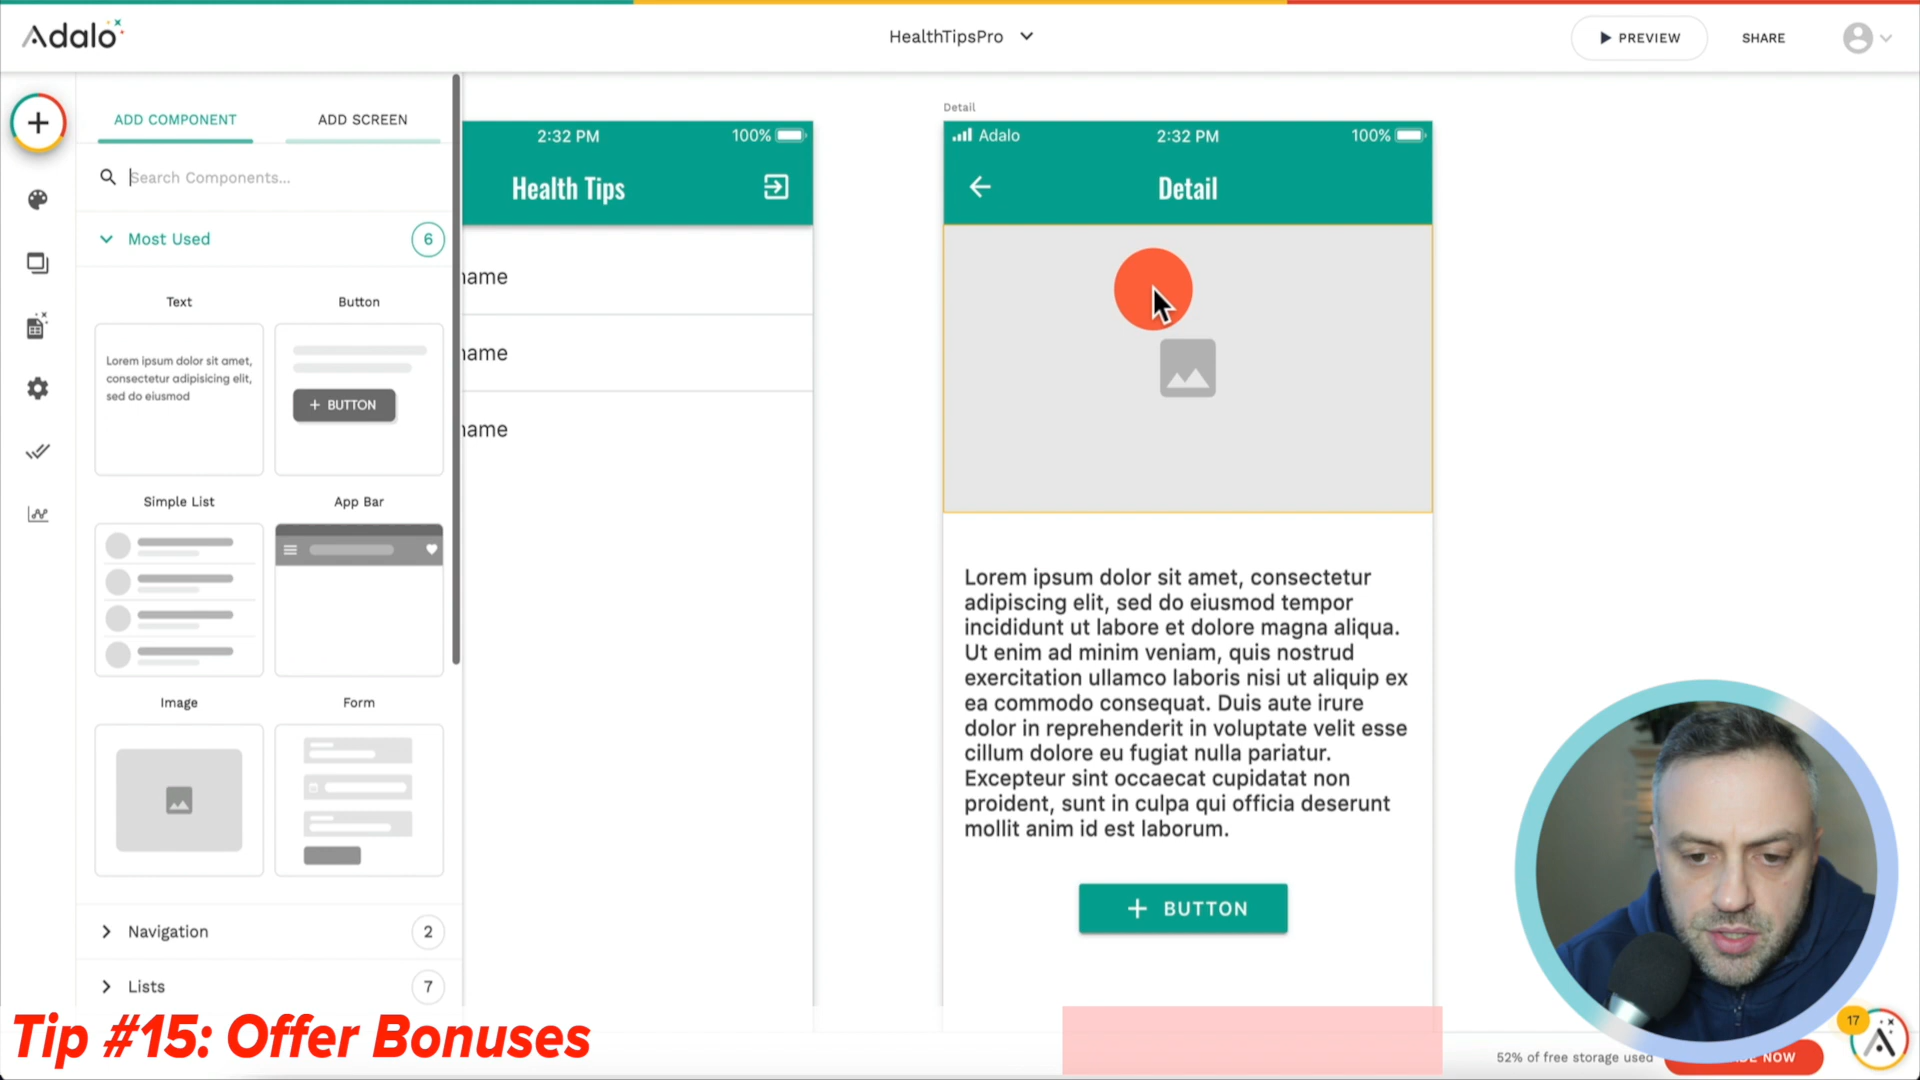 Adalo
HealthTipsPro
PREVIEW
SHARE
ADD COMPONENT
ADD SCREEN
Search Components...
Most Used
6
Text
Button
Lorem ipsum dolor sit amet,
consectetur adipisicing elit,
sed do eiusmod
+ BUTTON
Simple List
App Bar
Image
Form
Navigation
2
Lists
7
2:32 PM
100%
Health Tips
name
name
name
Detail
Adalo
2:32 PM
100%
Detail
Lorem ipsum dolor sit amet, consectetur
adipiscing elit, sed do eiusmod tempor
incididunt ut labore et dolore magna aliqua.
Ut enim ad minim veniam, quis nostrud
exercitation ullamco laboris nisi ut aliquip ex
ea commodo consequat. Duis aute irure
dolor in reprehenderit in voluptate velit esse
cillum dolore eu fugiat nulla pariatur.
Excepteur sint occaecat cupidatat non
proident, sunt in culpa qui officia deserunt
mollit anim id est laborum.
+ BUTTON
Tip #15: Offer Bonuses
52% of free storage used
NOW
17